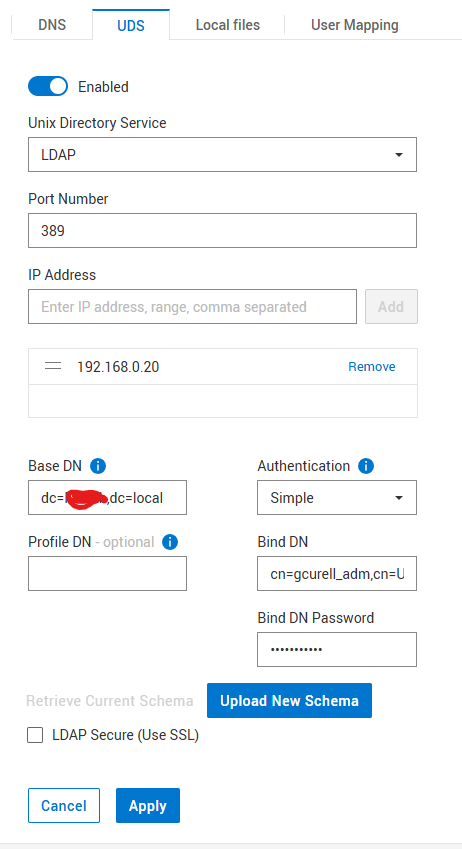 DNS UDS Local files User Mapping
Enabled
Unix Directory Service
LDAP
Port Number
389
IP Address
Enter IP address, range, comma separated Add
192.168.0.20 Remove
Base DN Authentication
dc= ,dc=local Simple
Profile DN - optional Bind DN
cn=gcurell_adm,cn=U
Bind DN Password
•••••••••••
Retrieve Current Schema Upload New Schema
LDAP Secure (Use SSL)
Cancel Apply